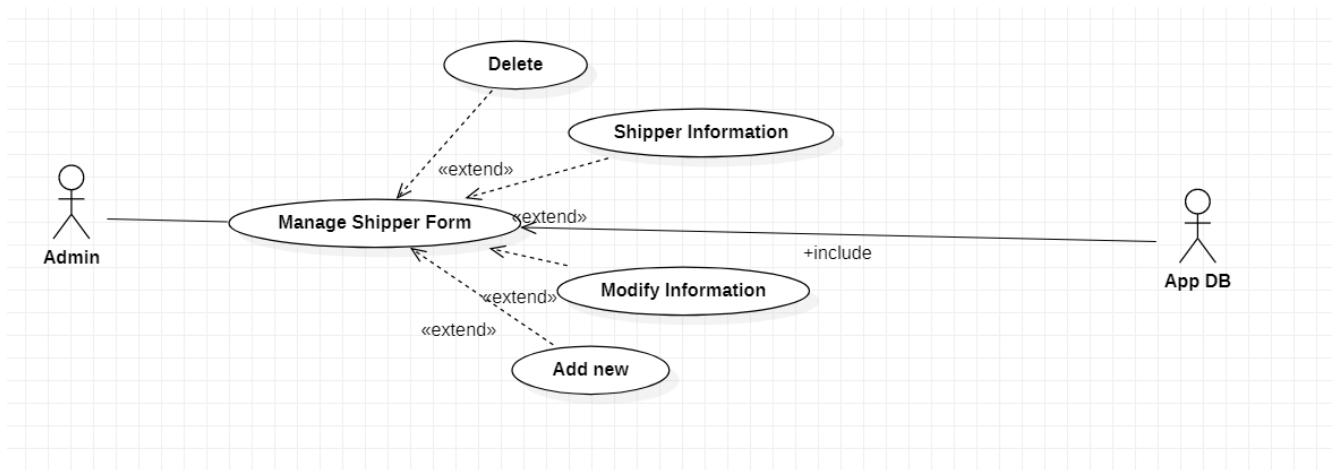 Delete
Shipper Information
«extend»
«extend»
Manage Shipper Form
+include
Admin
App DB
Modify Information
«extend»
«extend»
Add new